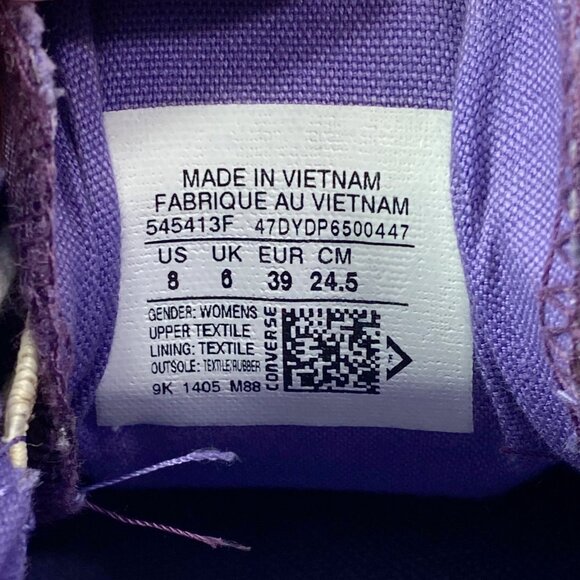 MADE IN VIETNAM
FABRIQUE AU VIETNAM
545413F 47DYDP6500447
US UK EUR CM
8 6 39 24.5
GENDER: WOMENS
UPPER TEXTILE
LINING: TEXTILE
OUTSOLE: TEXTILE/RUBBER
9K 1405 M88
CONVERSE